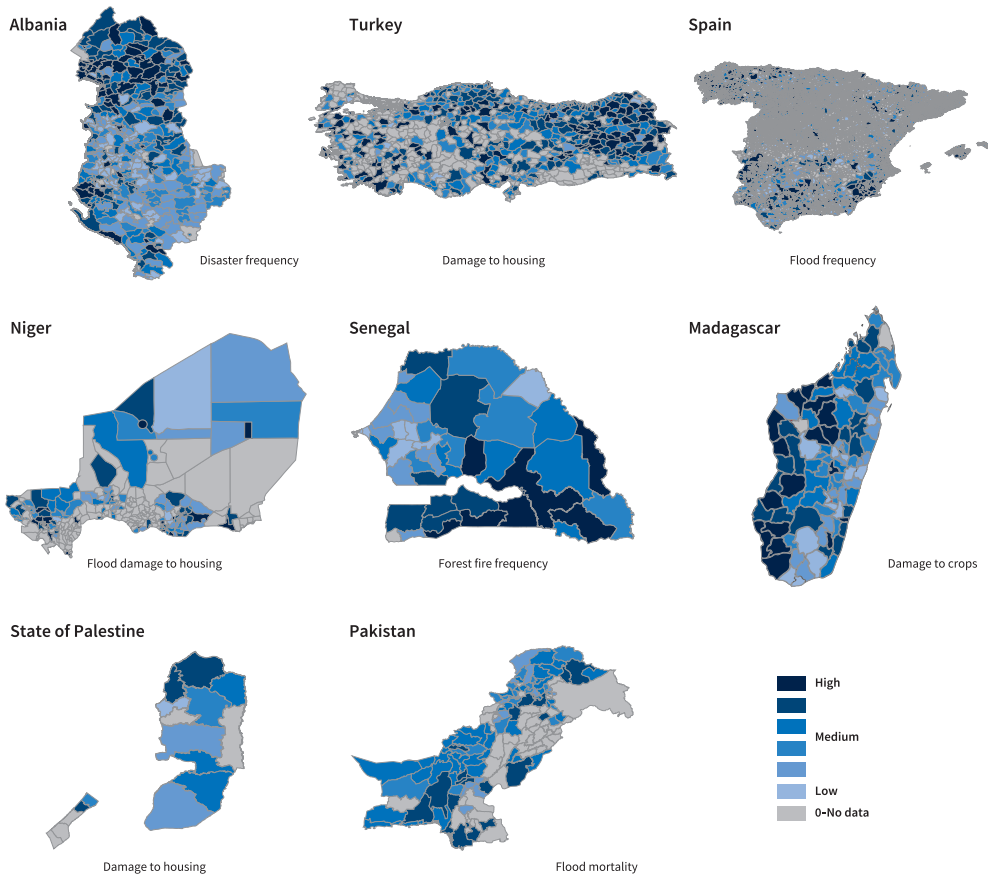 Albania
Turkey
Spain
Disaster frequency
Damage to housing
Flood frequency
Niger
Senegal
Madagascar
Flood damage to housing
Forest fire frequency
Damage to crops
State of Palestine
Pakistan
High
Medium
Low
0-No data
Damage to housing
Flood mortality